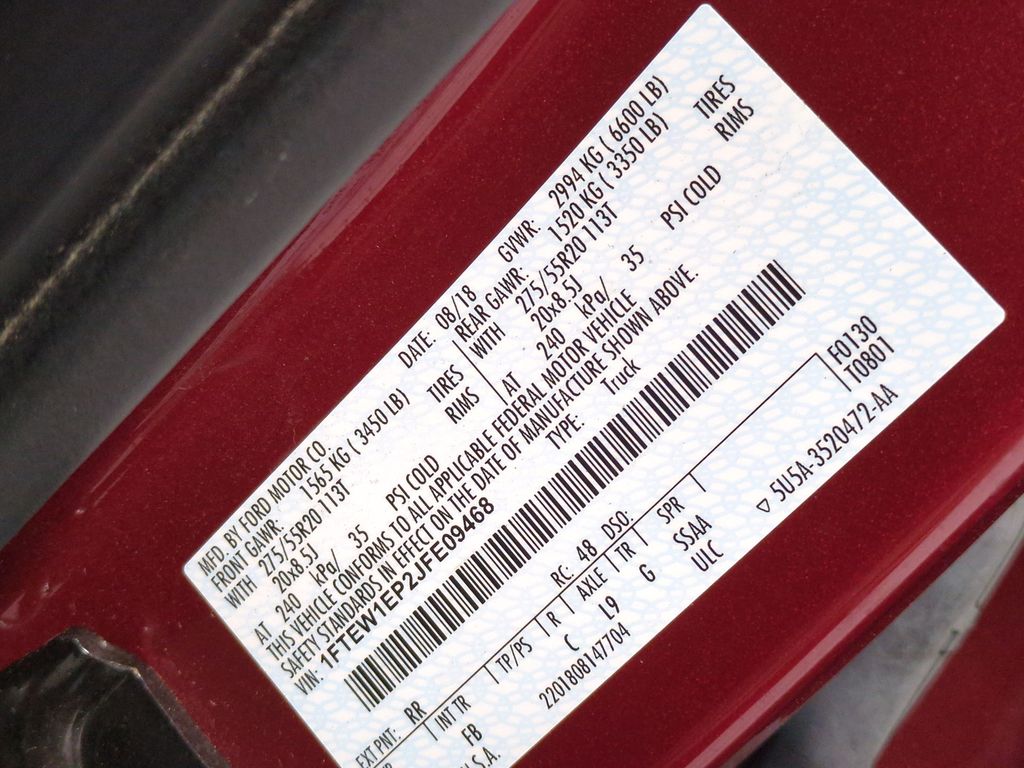 MFD. BY FORD MOTOR CO. DATE: 08/18 GVWR: 2994 KG ( 6600 LB)
FRONT GAWR: 1565 KG ( 3450 LB) REAR GAWR: 1520 KG ( 3350 LB)
WITH 275/55R20 113T TIRES WITH 275/55R20 113T TIRES
20x8.5J RIMS 20x8.5J RIMS
AT 240 kPa/ 35 PSI COLD AT 240 kPa/ 35 PSI COLD
THIS VEHICLE CONFORMS TO ALL APPLICABLE FEDERAL MOTOR VEHICLE
SAFETY STANDARDS IN EFFECT ON THE DATE OF MANUFACTURE SHOWN ABOVE.
VIN: 1FTEW1EP2JFE09468 TYPE: Truck
EXT PNT: RR RC: 48 DSO: F0130
INT TR TP/PS R AXLE TR SPR T0801
FB C L9 G SSAA
U.S.A. 2201808147704 ULC ▽ 5U5A-3520472-AA